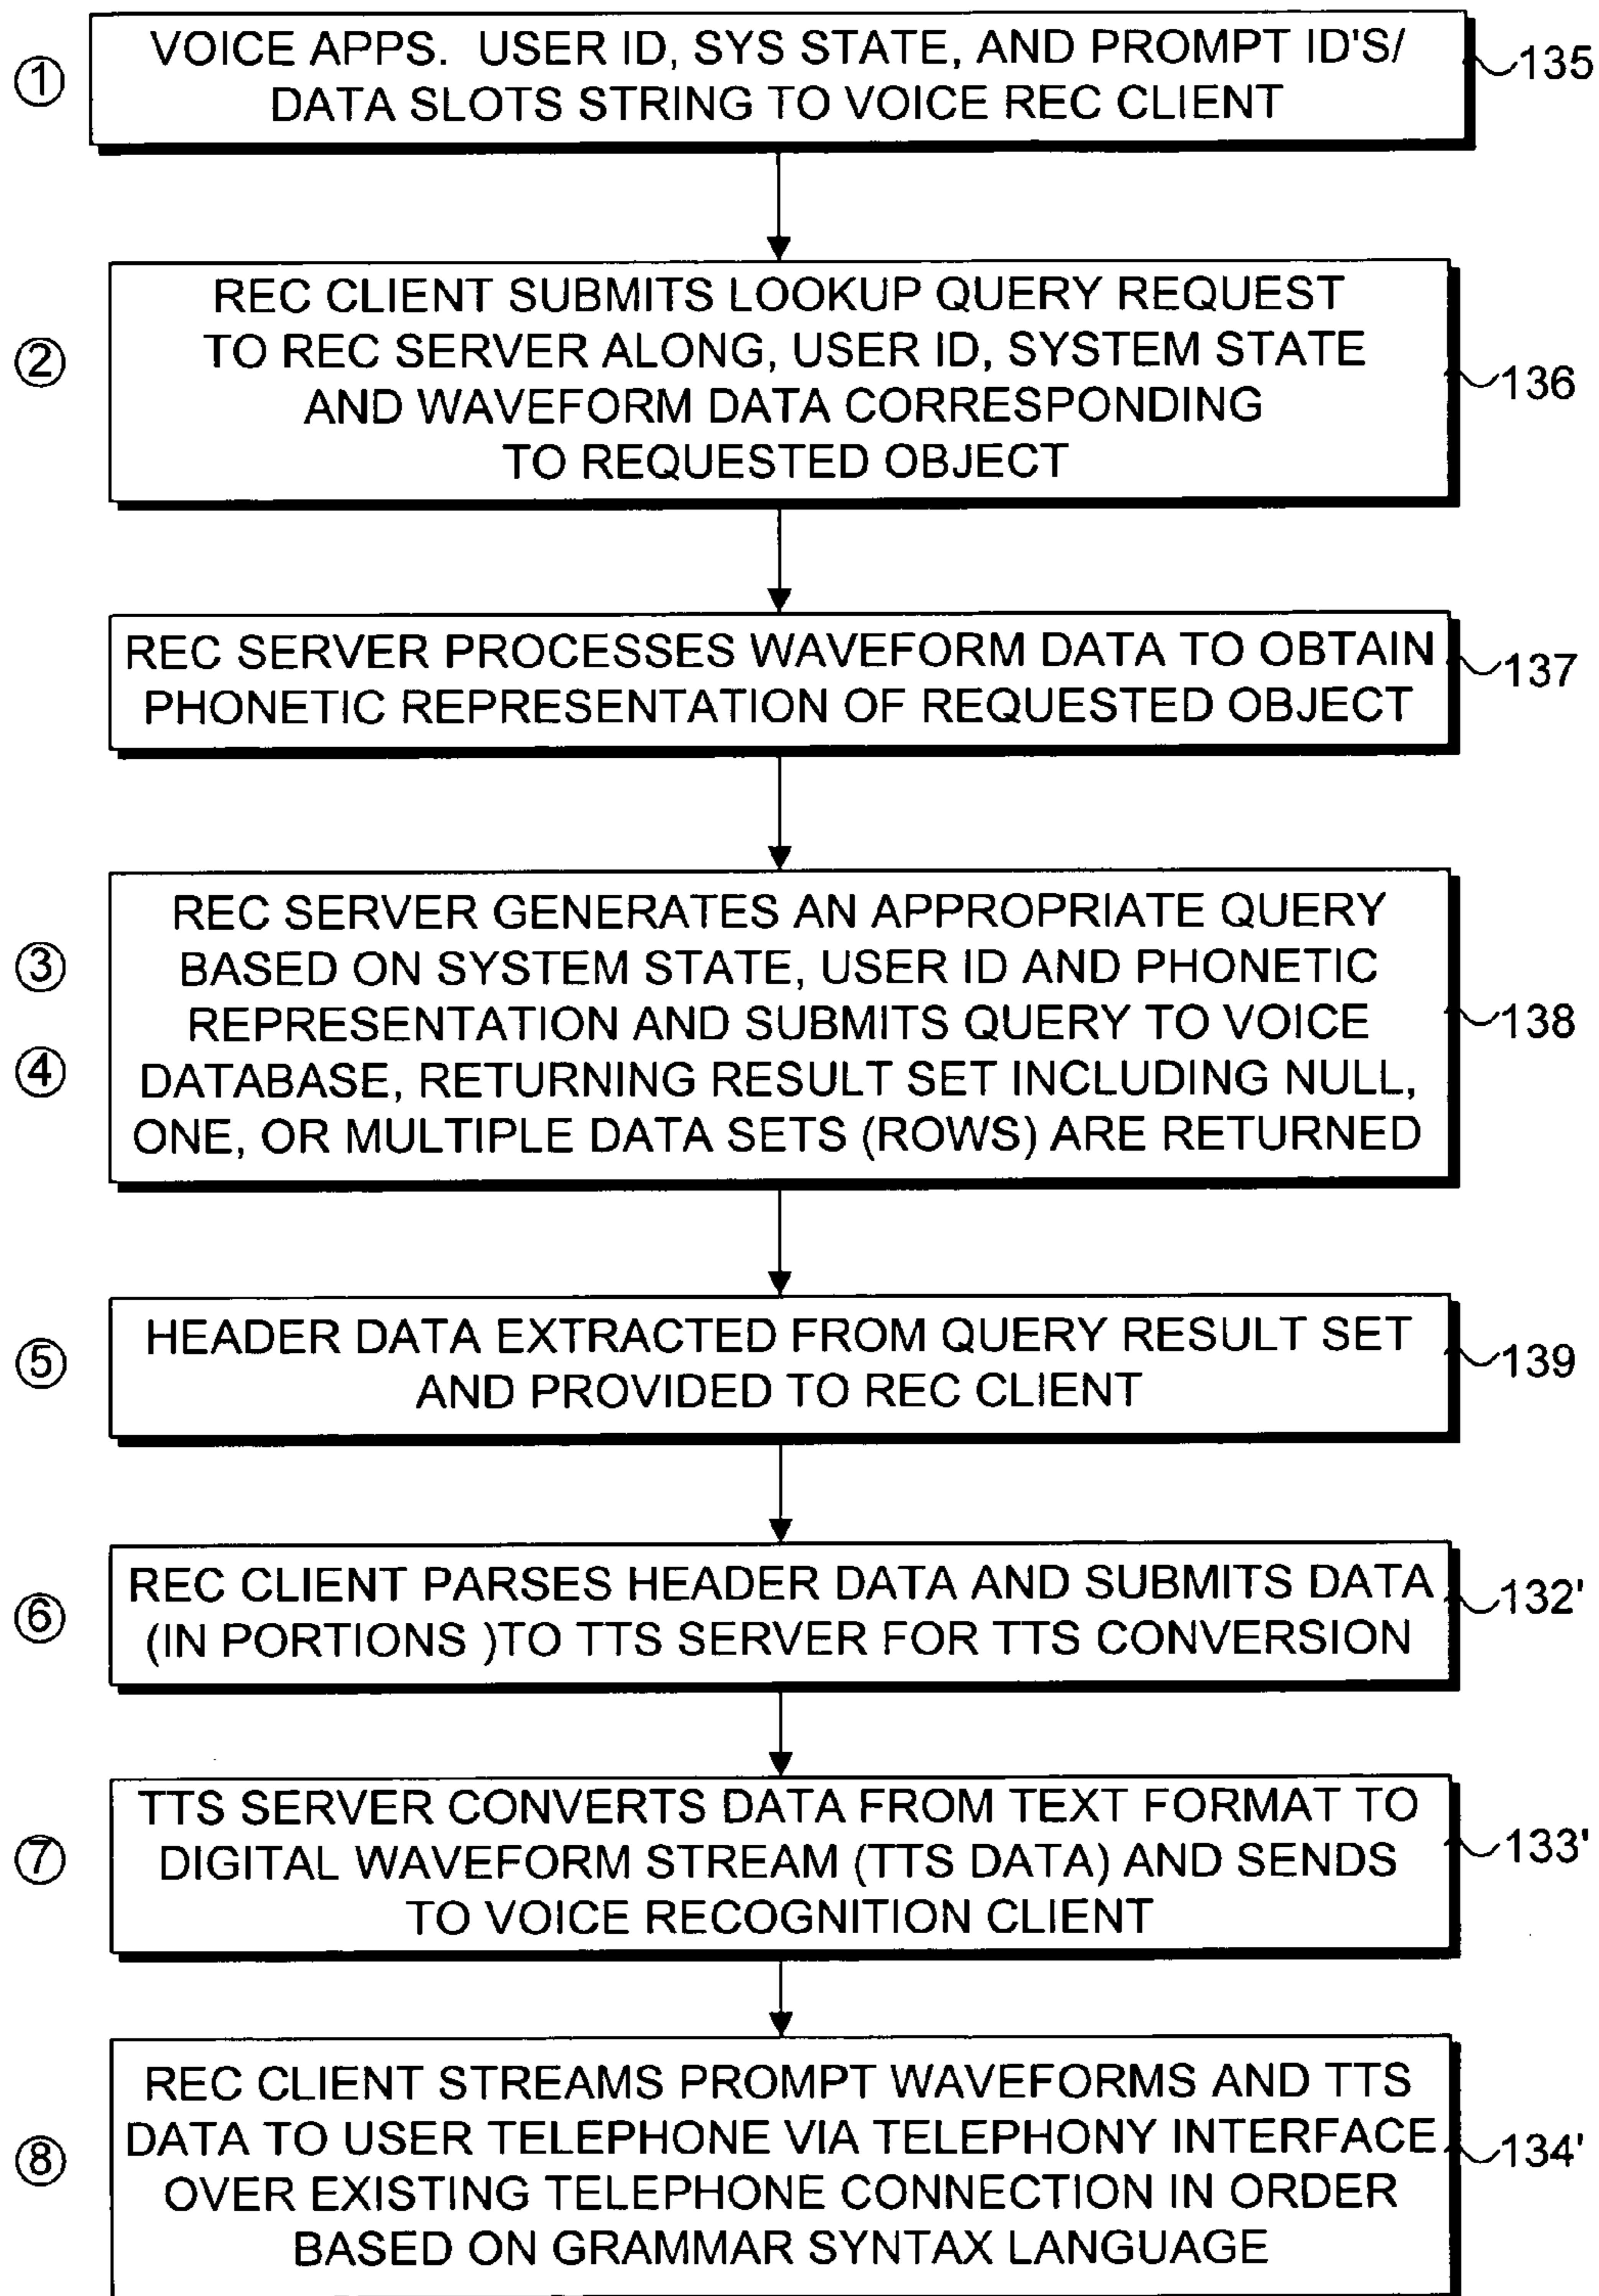 ① VOICE APPS. USER ID, SYS STATE, AND PROMPT ID'S/
DATA SLOTS STRING TO VOICE REC CLIENT
135
② REC CLIENT SUBMITS LOOKUP QUERY REQUEST
TO REC SERVER ALONG, USER ID, SYSTEM STATE
AND WAVEFORM DATA CORRESPONDING
TO REQUESTED OBJECT
136
REC SERVER PROCESSES WAVEFORM DATA TO OBTAIN
PHONETIC REPRESENTATION OF REQUESTED OBJECT
137
③ ④
REC SERVER GENERATES AN APPROPRIATE QUERY
BASED ON SYSTEM STATE, USER ID AND PHONETIC
REPRESENTATION AND SUBMITS QUERY TO VOICE
DATABASE, RETURNING RESULT SET INCLUDING NULL,
ONE, OR MULTIPLE DATA SETS (ROWS) ARE RETURNED
138
⑤ HEADER DATA EXTRACTED FROM QUERY RESULT SET
AND PROVIDED TO REC CLIENT
139
⑥ REC CLIENT PARSES HEADER DATA AND SUBMITS DATA
(IN PORTIONS )TO TTS SERVER FOR TTS CONVERSION
132'
⑦ TTS SERVER CONVERTS DATA FROM TEXT FORMAT TO
DIGITAL WAVEFORM STREAM (TTS DATA) AND SENDS
TO VOICE RECOGNITION CLIENT
133'
⑧ REC CLIENT STREAMS PROMPT WAVEFORMS AND TTS
DATA TO USER TELEPHONE VIA TELEPHONY INTERFACE
OVER EXISTING TELEPHONE CONNECTION IN ORDER
BASED ON GRAMMAR SYNTAX LANGUAGE
134'